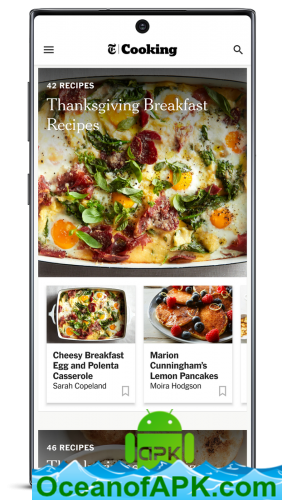 T Cooking
42 RECIPES
Thanksgiving Breakfast
Recipes
Cheesy Breakfast
Egg and Polenta
Casserole
Sarah Copeland
Marion
Cunningham's
Lemon Pancakes
Moira Hodgson
46 RECIPES
apk
OceanofAPK.com